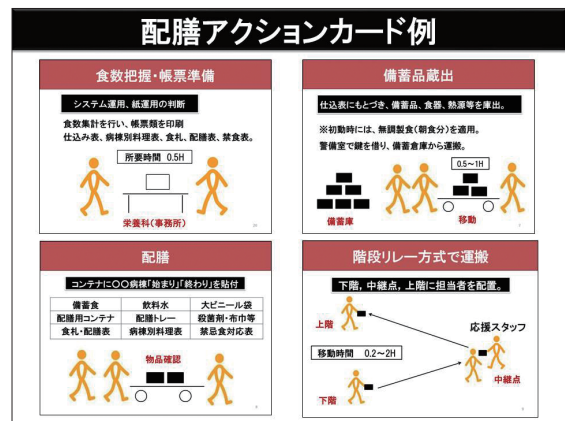 配膳アクションカード例
食数把握・帳票準備
システム運用、紙運用の判断
食数集計を行い、帳票類を印刷
仕込み表、病棟別料理表、食札、配膳表、禁食表。
所要時間 0.5H
栄養科(事務所)
備蓄品蔵出
仕込表にもとづき、備蓄品、食器、熱源等を庫出。
※初動時には、無調製食(朝食分)を適用。
警備室で鍵を借り、備蓄倉庫から運搬。
0.5~1H
備蓄庫
移動
7
配膳
コンテナに〇〇病棟「始まり」「終わり」を貼付
備蓄食 飲料水 大ビニール袋
配膳用コンテナ 配膳トレー 殺菌剤・布巾等
食札・配膳表 病棟別料理表 禁忌食対応表
物品確認
階段リレー方式で運搬
下階,中継点,上階に担当者を配置。
上階
応援スタッフ
移動時間 0.2~2H
中継点
下階